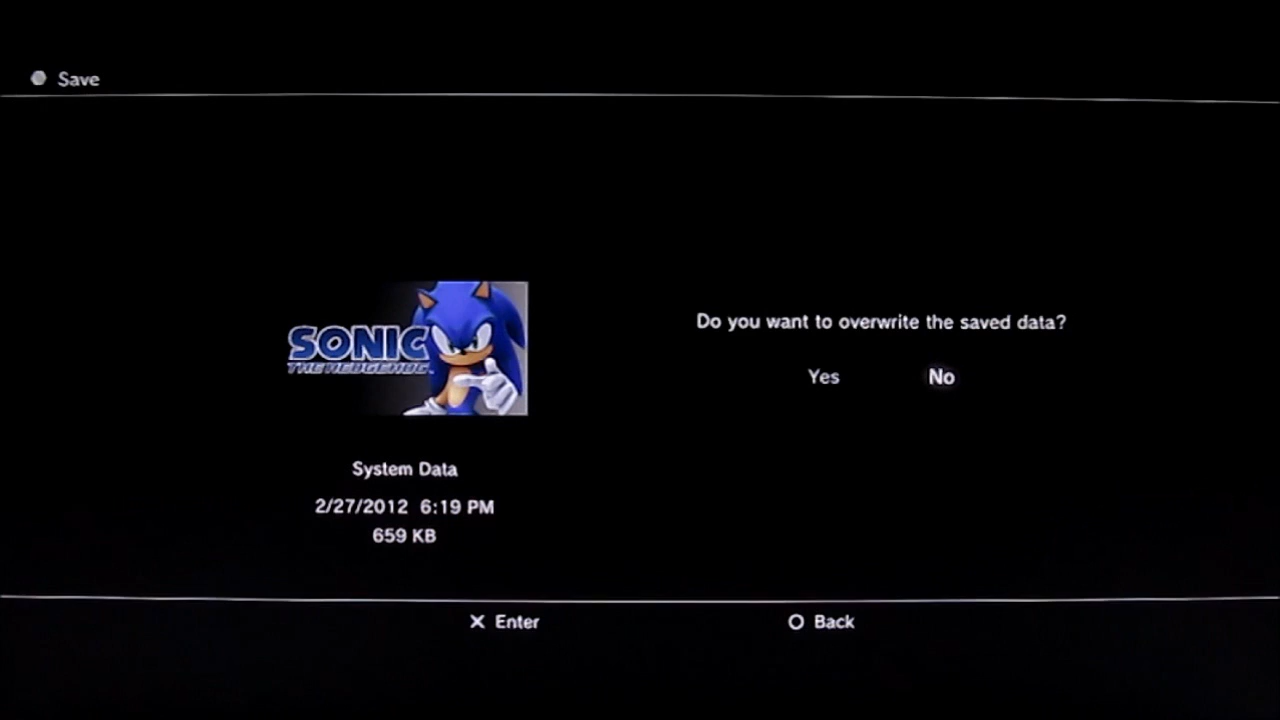 Save
SONIC
THE HEDGEHOG
Do you want to overwrite the saved data?
Yes No
System Data
2/27/2012 6:19 PM
659 KB
X Enter O Back